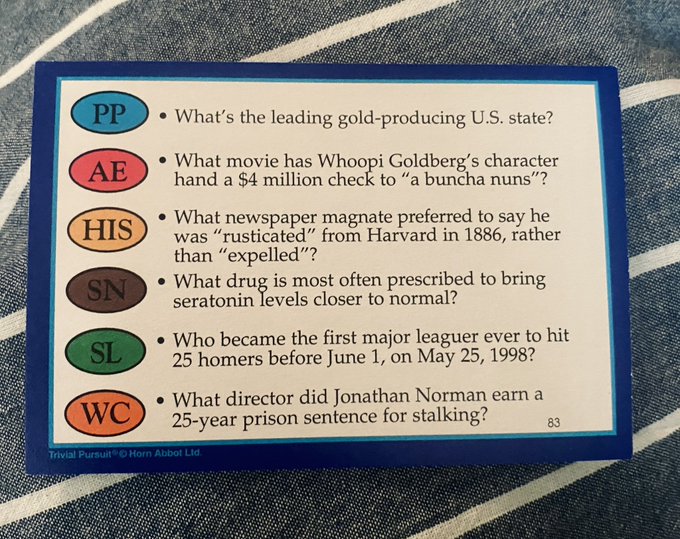 PP • What's the leading gold-producing U.S. state?
AE • What movie has Whoopi Goldberg's character
hand a $4 million check to “a buncha nuns”?
HIS • What newspaper magnate preferred to say he
was “rusticated” from Harvard in 1886, rather
than “expelled”?
SN • What drug is most often prescribed to bring
seratonin levels closer to normal?
SL • Who became the first major leaguer ever to hit
25 homers before June 1, on May 25, 1998?
WC • What director did Jonathan Norman earn a
25-year prison sentence for stalking?
83
Trivial Pursuit® © Horn Abbot Ltd.